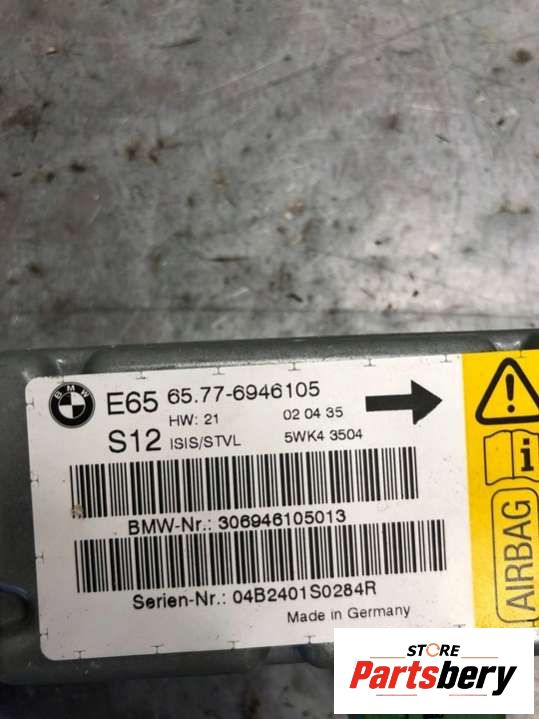 BMW
E65 65.77-6946105
HW: 21 02 04 35
S12 ISIS/STVL 5WK4 3504
BMW-Nr.: 306946105013
Serien-Nr.: 04B2401S0284R
Made in Germany
i
AIRBAG
STORE
Partsbery